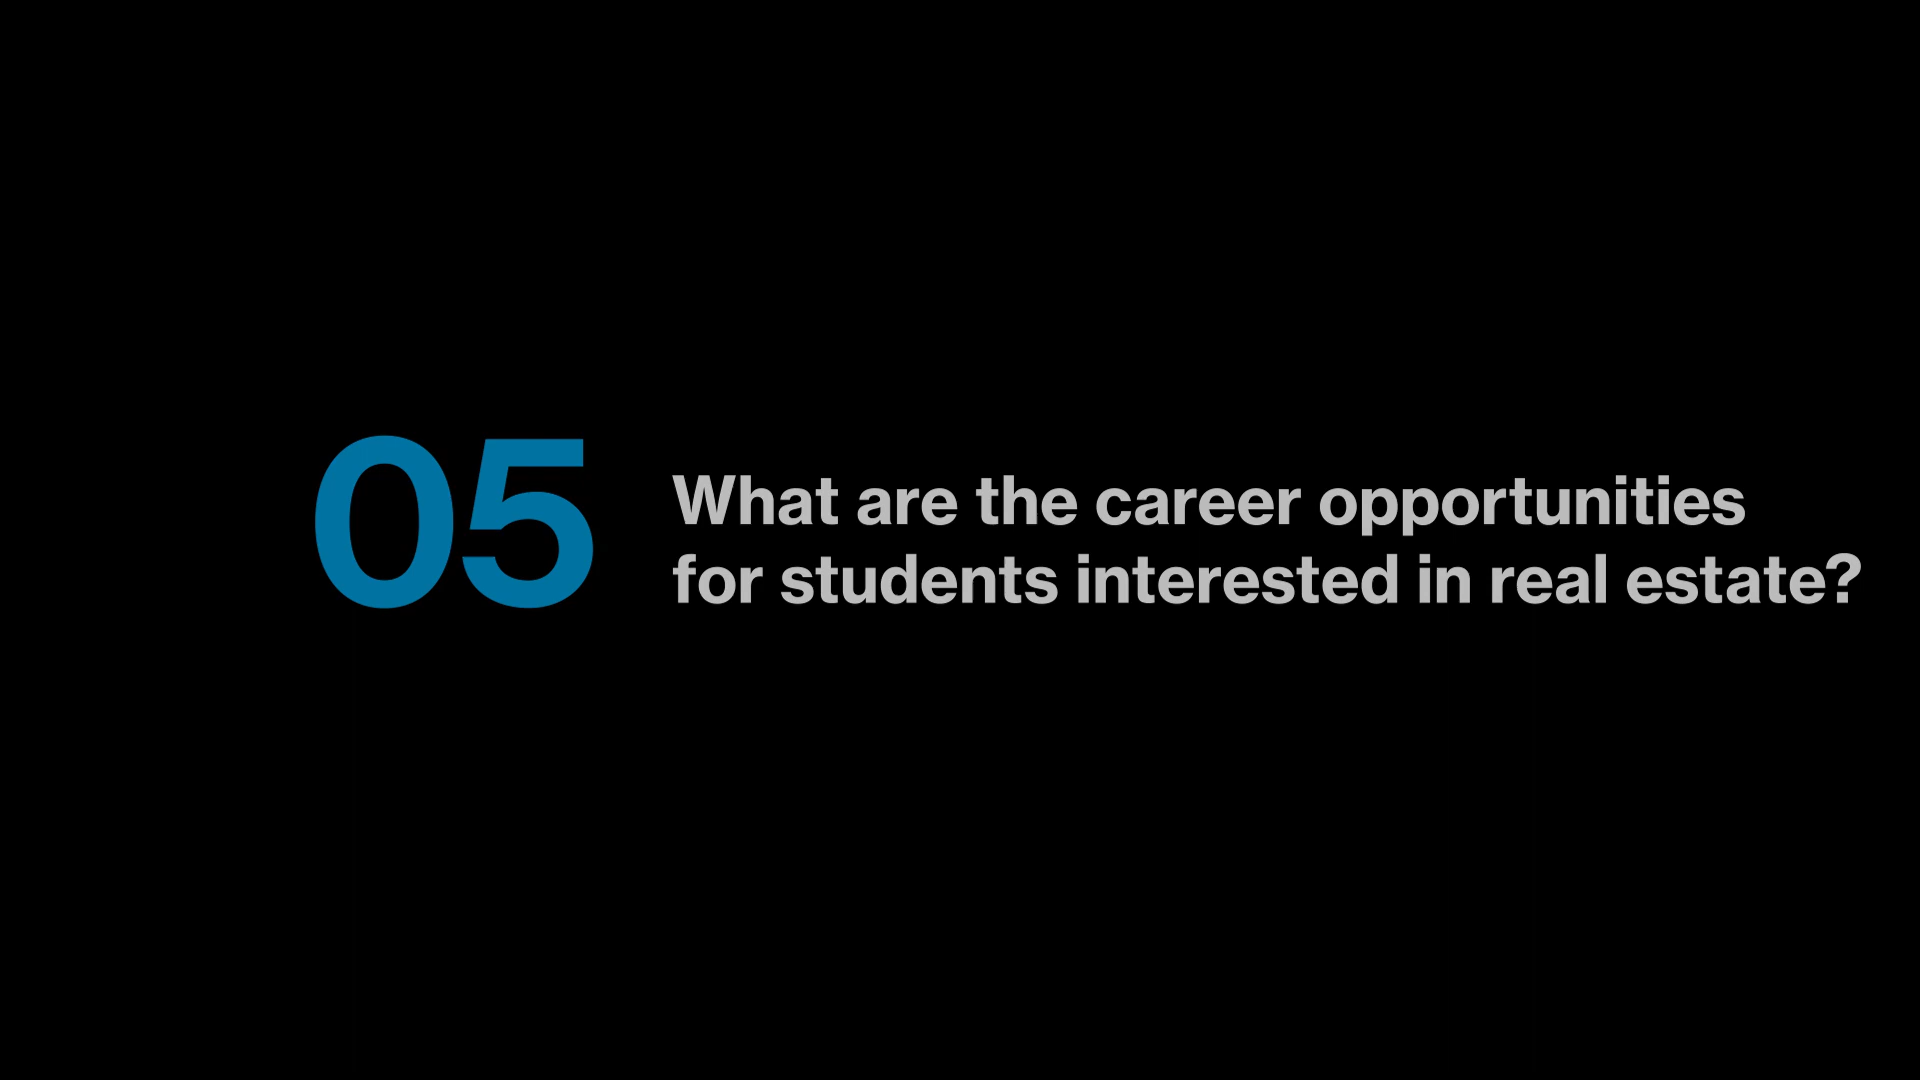 05
What are the career opportunities
for students interested in real estate?